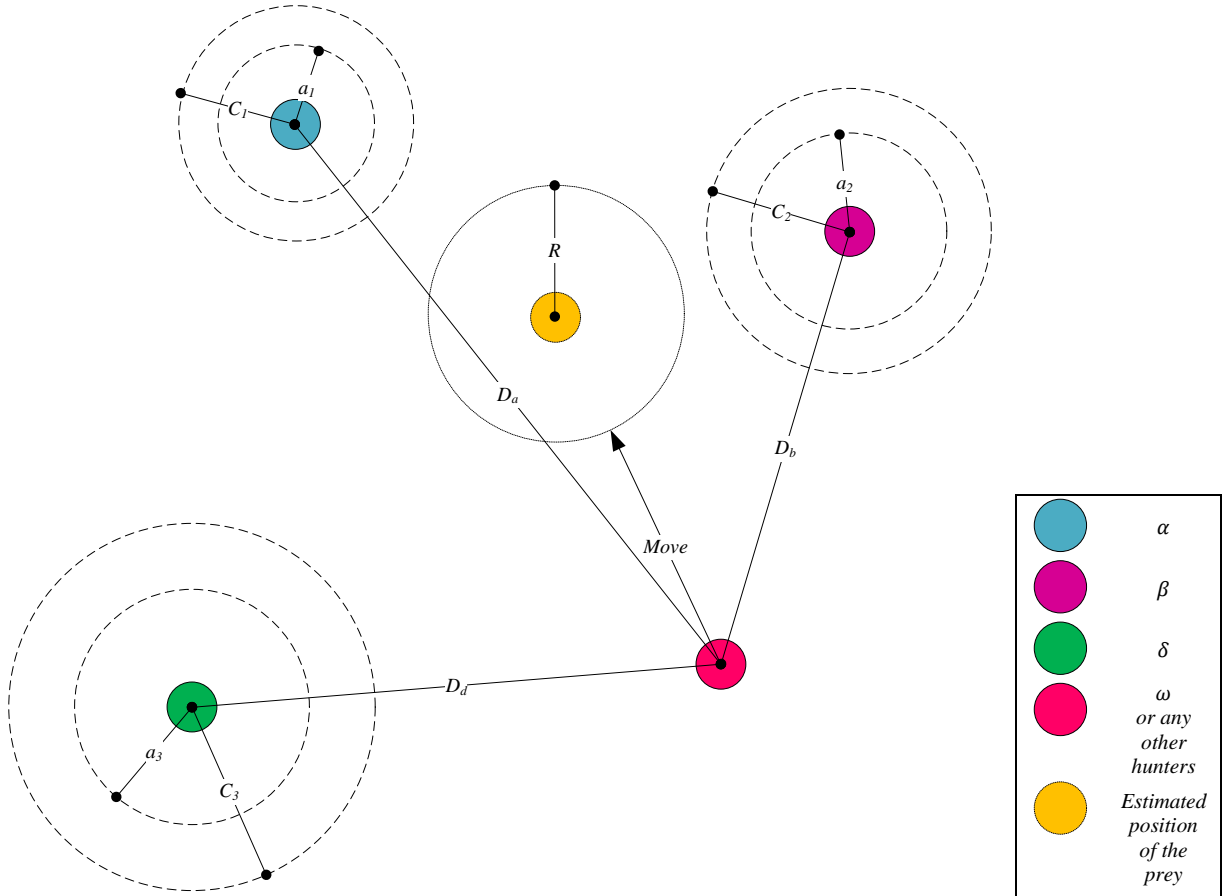 a1
C1
a2
C2
R
Da
Db
Move
Dd
a3
C3
α
β
δ
ω
or any
other
hunters
Estimated
position
of the
prey